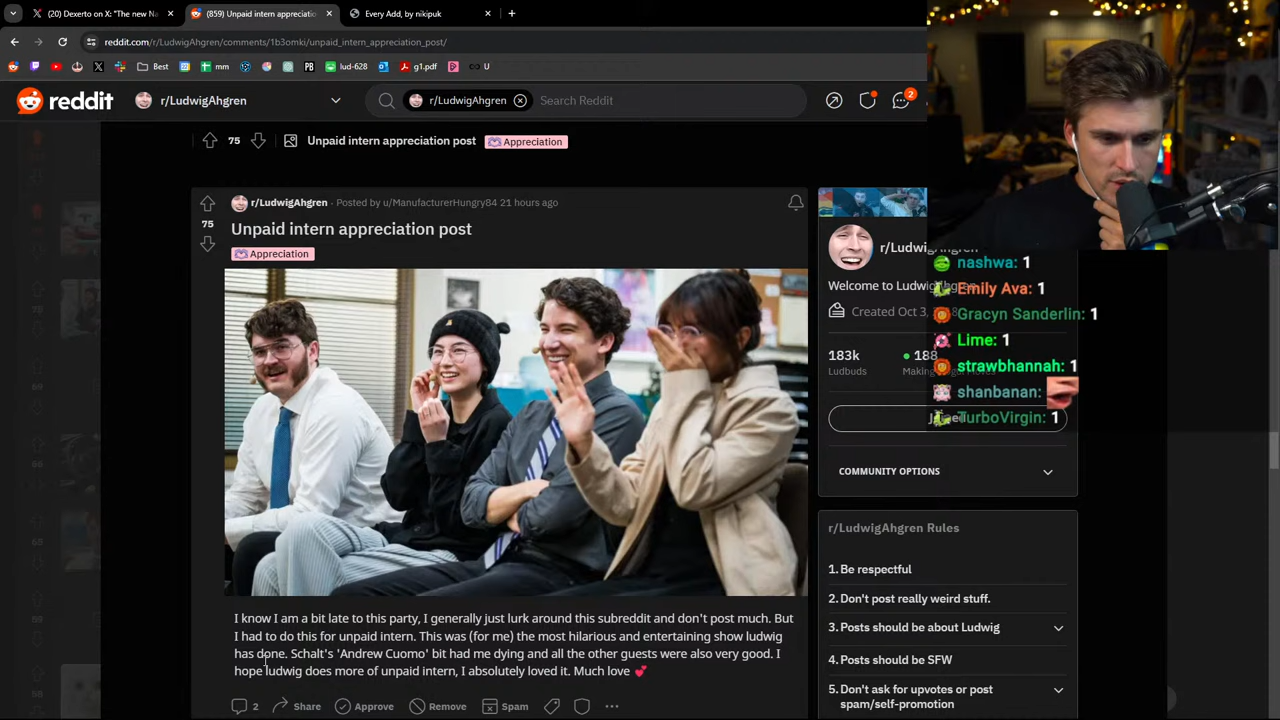 (20) Dexerto on X: "The new Na
(859) Unpaid intern appreciatio
Every Add, by nikipuk
reddit.com/r/LudwigAhgren/comments/1b3omki/unpaid_intern_appreciation_post/
Best
mm
PB
lud-628
g1.pdf
U
reddit
r/LudwigAhgren
r/LudwigAhgren
Search Reddit
2
75
Unpaid intern appreciation post
Appreciation
r/LudwigAhgren · Posted by u/ManufacturerHungry84 21 hours ago
75
Unpaid intern appreciation post
Appreciation
I know I am a bit late to this party, I generally just lurk around this subreddit and don't post much. But
I had to do this for unpaid intern. This was (for me) the most hilarious and entertaining show ludwig
has done. Schalt's 'Andrew Cuomo' bit had me dying and all the other guests were also very good. I
hope ludwig does more of unpaid intern, I absolutely loved it. Much love 💕
2
Share
Approve
Remove
Spam
Welcome to Ludwig
Created Oct 3,
183k
188
Ludbuds
COMMUNITY OPTIONS
r/LudwigAhgren Rules
1. Be respectful
2. Don't post really weird stuff.
3. Posts should be about Ludwig
4. Posts should be SFW
5. Don't ask for upvotes or post
spam/self-promotion
nashwa: 1
Emily Ava: 1
Gracyn Sanderlin: 1
Lime: 1
strawbhannah: 1
shanbanan:
TurboVirgin: 1